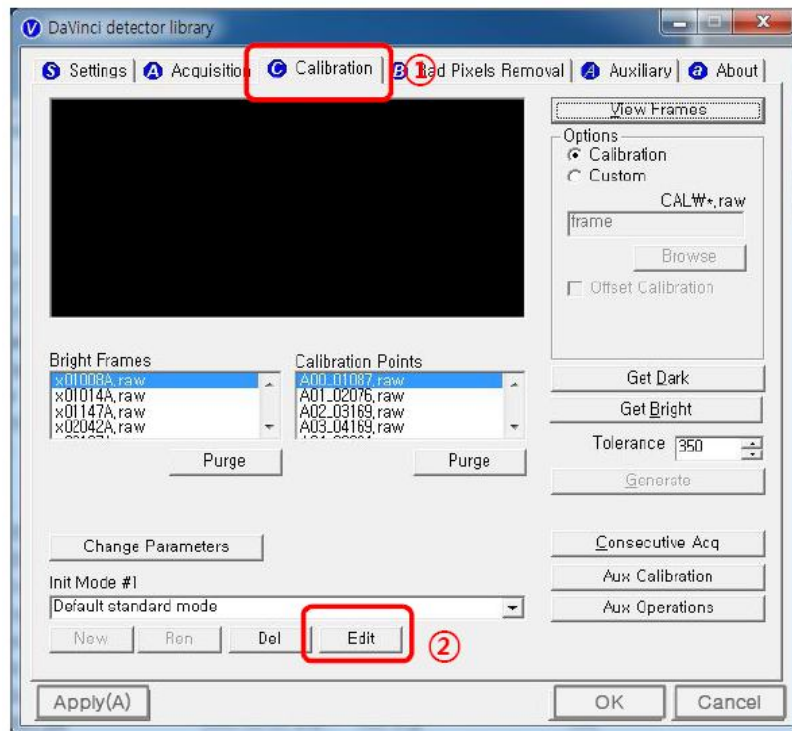 DaVinci detector library
Settings Acquisition Calibration ① Bad Pixels Removal Auxiliary About
View Frames
Options
Calibration
Custom
CAL₩*.raw
frame
Browse
Offset Calibration
Bright Frames
x01008A.raw
x01014A.raw
x01147A.raw
x02042A.raw
Purge
Calibration Points
A00_01087.raw
A01_02076.raw
A02_03169.raw
A03_04169.raw
Purge
Get Dark
Get Bright
Tolerance 350
Generate
Change Parameters
Init Mode #1
Default standard mode
New Ren Del Edit ②
Consecutive Acq
Aux Calibration
Aux Operations
Apply(A) OK Cancel